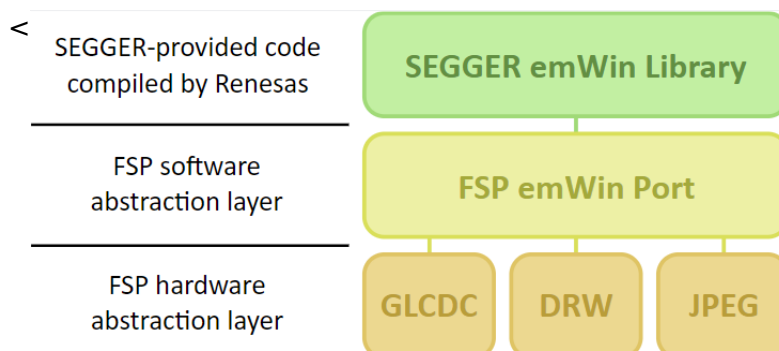 <
SEGGER-provided code
compiled by Renesas
SEGGER emWin Library
FSP software
abstraction layer
FSP emWin Port
FSP hardware
abstraction layer
GLCDC
DRW
JPEG